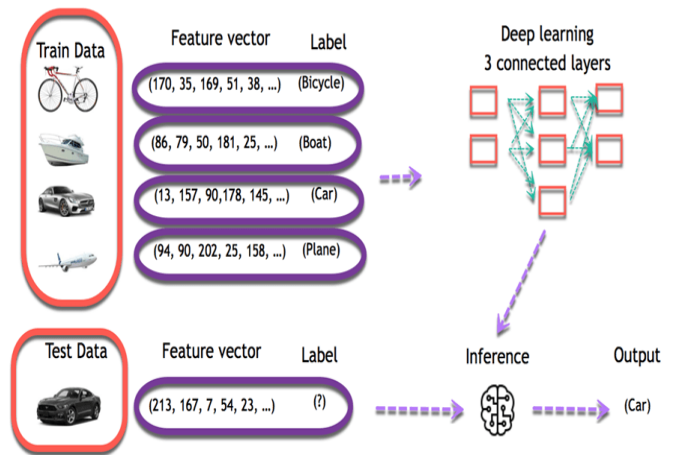 Train Data
Feature vector
Label
(170, 35, 169, 51, 38, ...)
(Bicycle)
(86, 79, 50, 181, 25, ...)
(Boat)
(13, 157, 90,178, 145, ...)
(Car)
(94, 90, 202, 25, 158, ...)
(Plane)
Deep learning
3 connected layers
Test Data
Feature vector
Label
(213, 167, 7, 54, 23, ...)
(?)
Inference
Output
(Car)